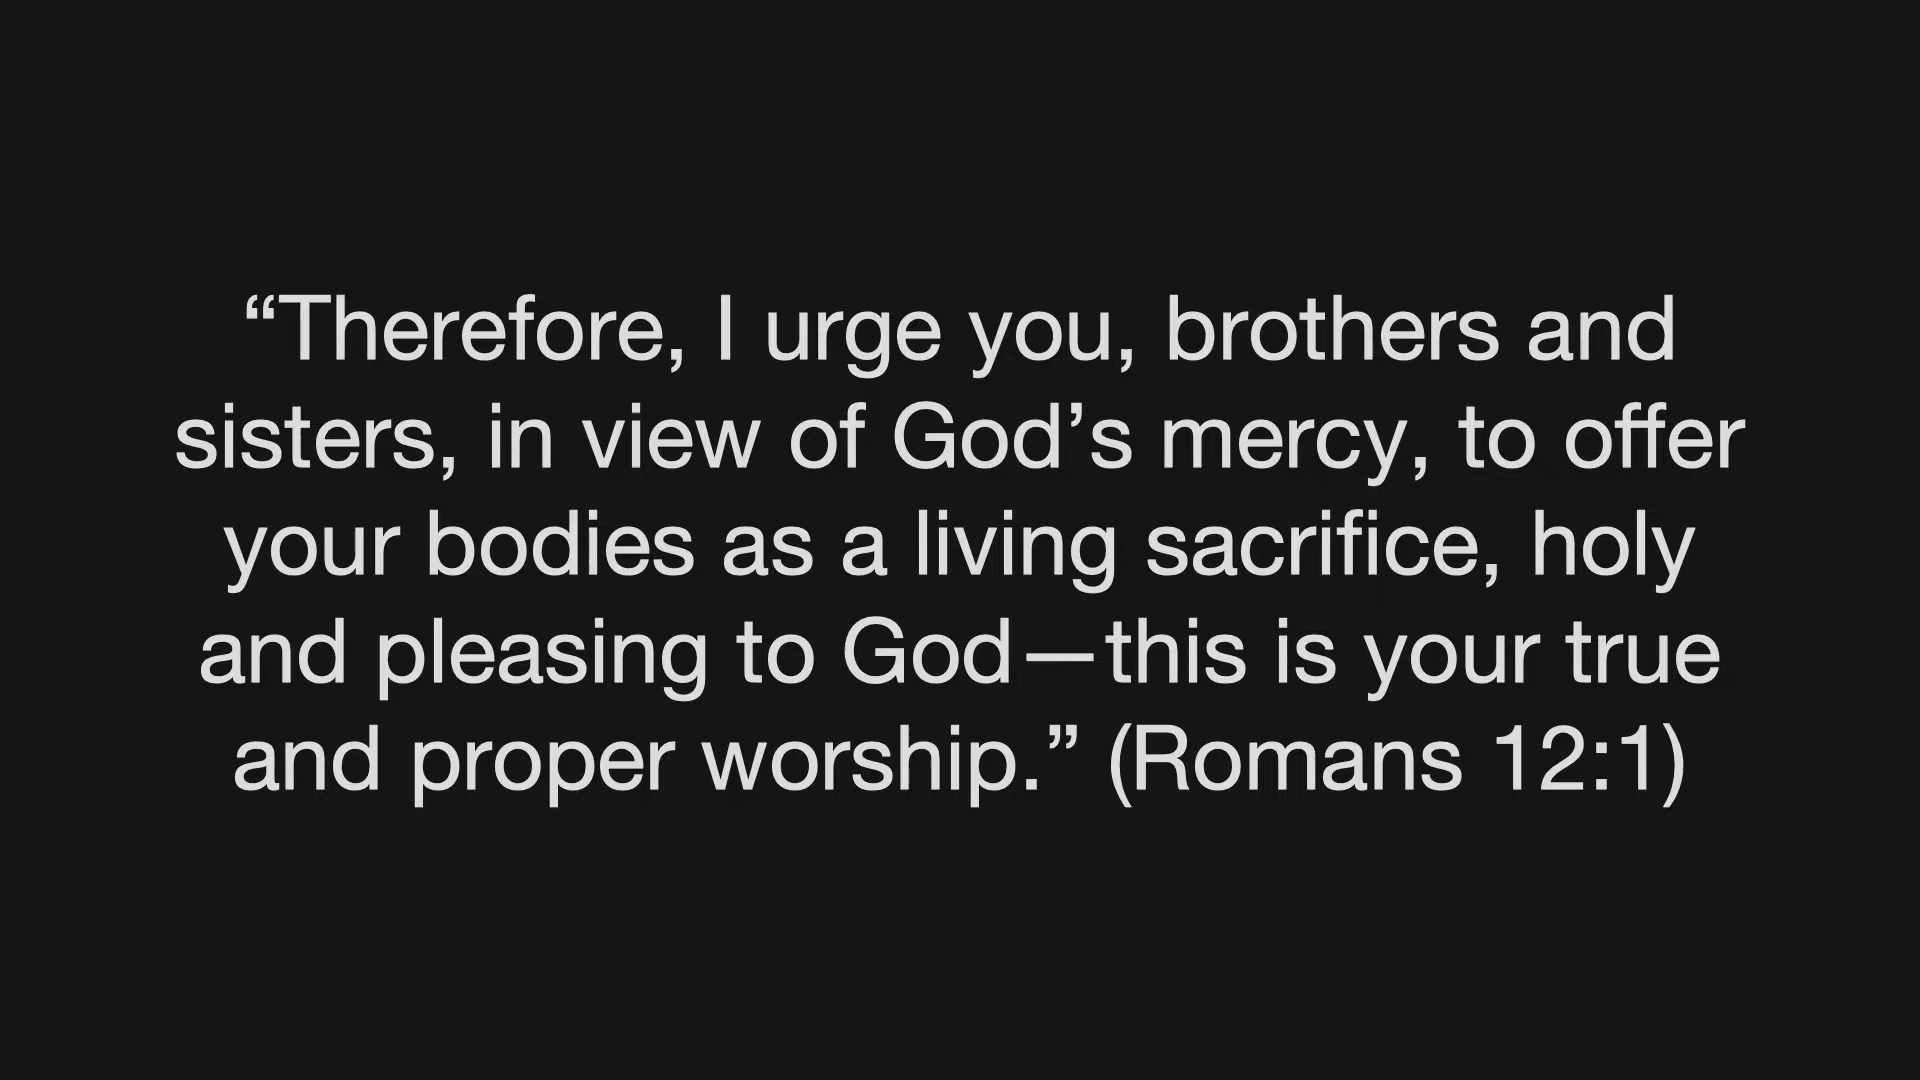 “Therefore, I urge you, brothers and
sisters, in view of God’s mercy, to offer
your bodies as a living sacrifice, holy
and pleasing to God—this is your true
and proper worship.” (Romans 12:1)